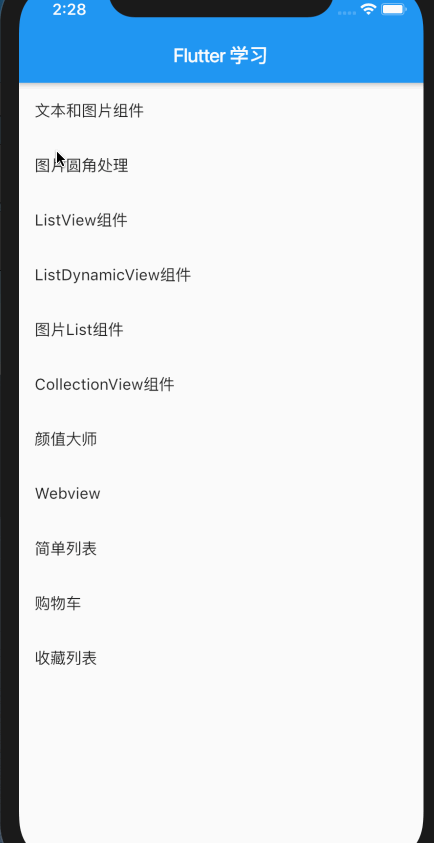 2:28
Flutter 学习
文本和图片组件
图片圆角处理
ListView组件
ListDynamicView组件
图片List组件
CollectionView组件
颜值大师
Webview
简单列表
购物车
收藏列表